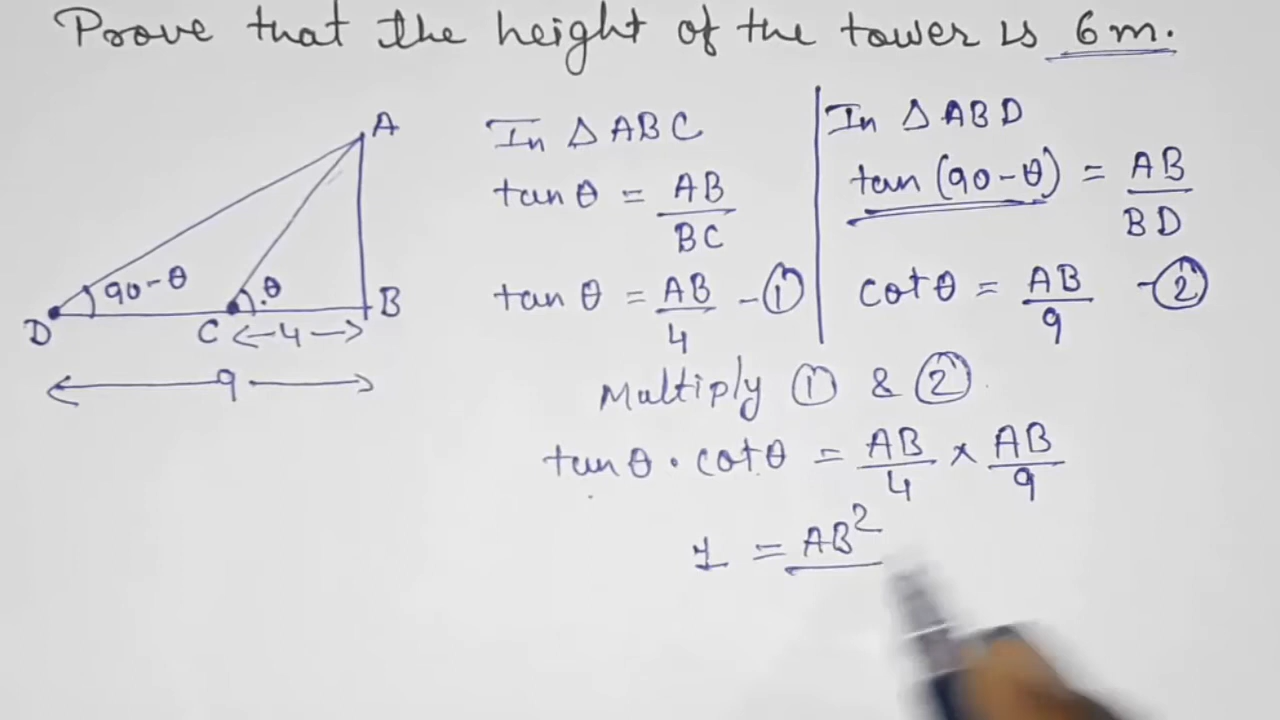 Prove that the height of the tower is 6 m.
A
90-θ
θ
B
D
C
4
9
In Δ ABC
tan θ = AB/BC
tan θ = AB/4 - ①
In Δ ABD
tan (90-θ) = AB/BD
cot θ = AB/9 - ②
Multiply ① & ②
tan θ . cot θ = AB/4 × AB/9
1 = AB²